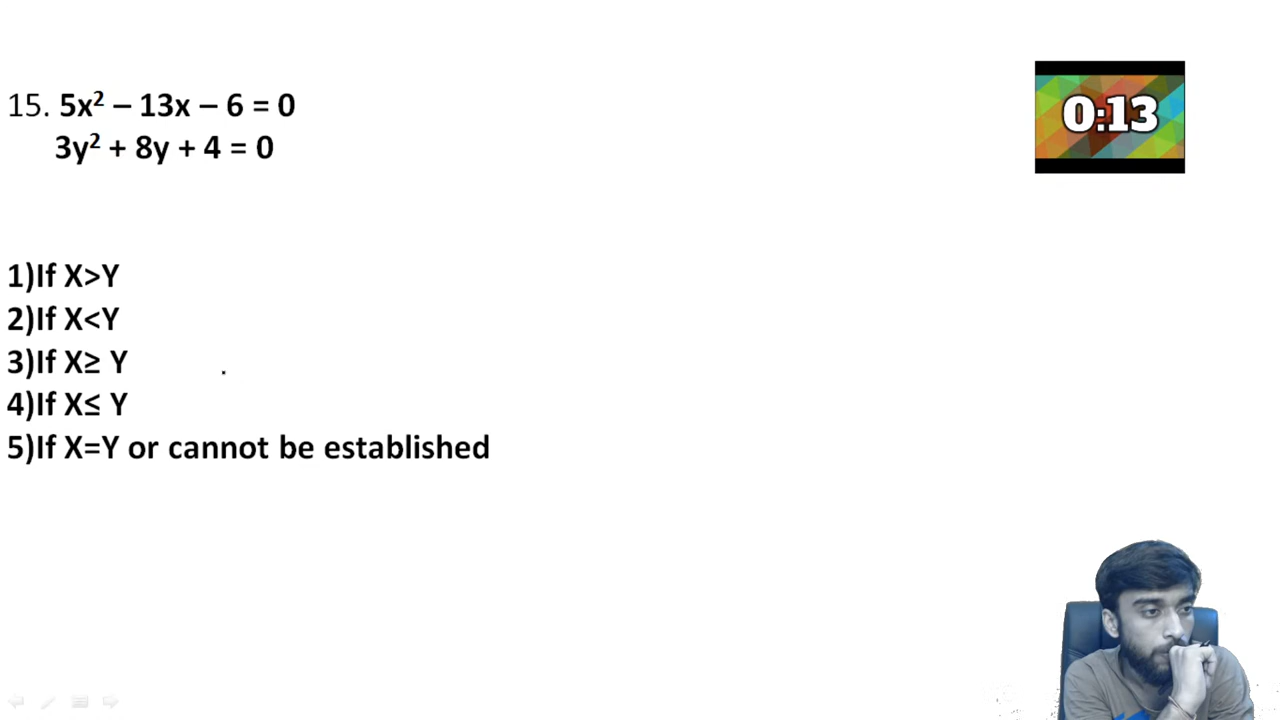 15. 5x² – 13x – 6 = 0
3y² + 8y + 4 = 0
0:13
1)If X>Y
2)If X<Y
3)If X≥ Y
4)If X≤ Y
5)If X=Y or cannot be established